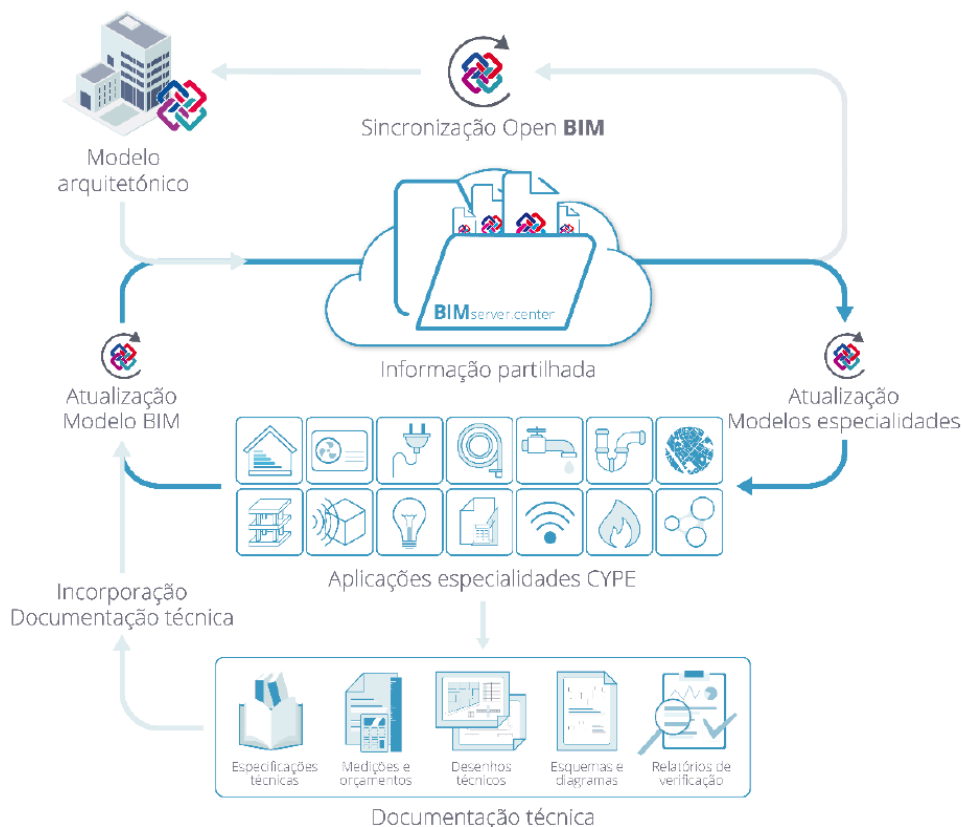 Sincronização Open BIM
Modelo
arquitetónico
BIMserver.center
Informação partilhada
Atualização
Modelo BIM
Atualização
Modelos especialidades
Aplicações especialidades CYPE
Incorporação
Documentação técnica
Especificações
técnicas
Medições e
orçamentos
Desenhos
técnicos
Esquemas e
diagramas
Relatórios de
verificação
Documentação técnica